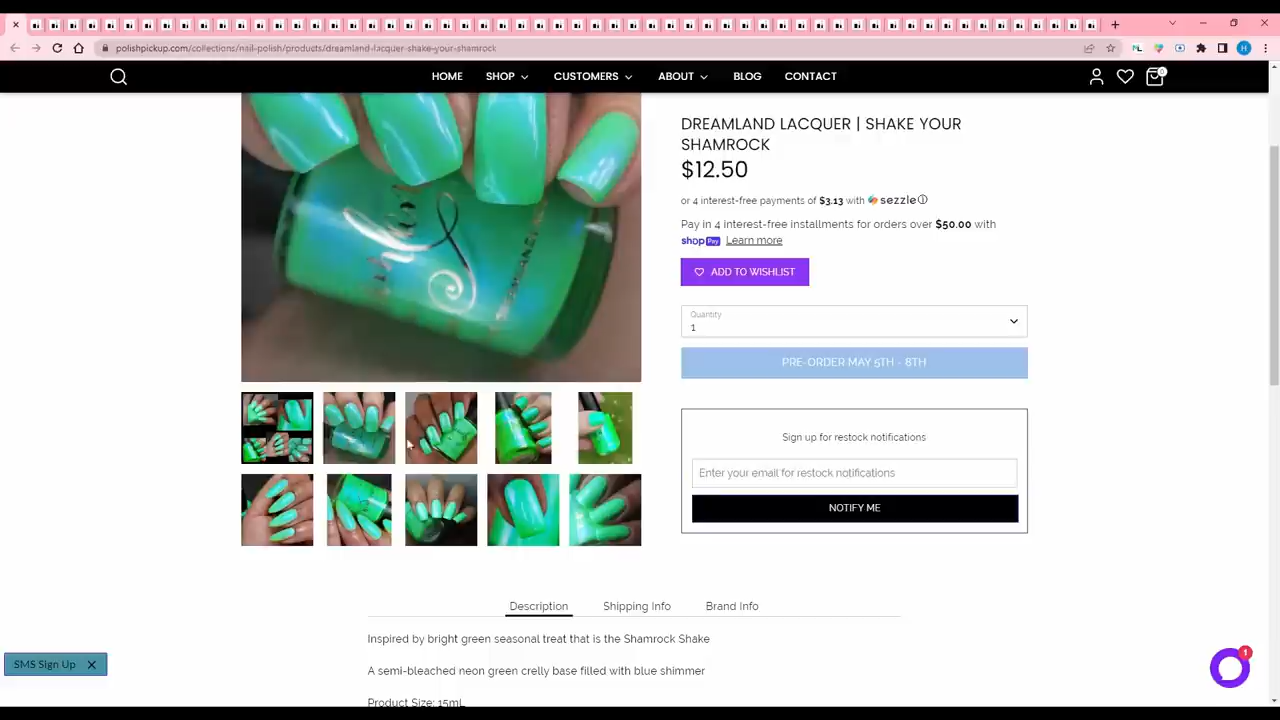 polishpickup.com/collections/nail-polish/products/dreamland-lacquer-shake-your-shamrock
HOME
SHOP
CUSTOMERS
ABOUT
BLOG
CONTACT
0
H
DREAMLAND LACQUER | SHAKE YOUR
SHAMROCK
$12.50
or 4 interest-free payments of $3.13 with sezzle
Pay in 4 interest-free installments for orders over $50.00 with
shop Pay Learn more
ADD TO WISHLIST
Quantity
1
PRE-ORDER MAY 5TH - 8TH
Sign up for restock notifications
Enter your email for restock notifications
NOTIFY ME
Description
Shipping Info
Brand Info
Inspired by bright green seasonal treat that is the Shamrock Shake
A semi-bleached neon green crelly base filled with blue shimmer
Product Size: 15mL
SMS Sign Up
1